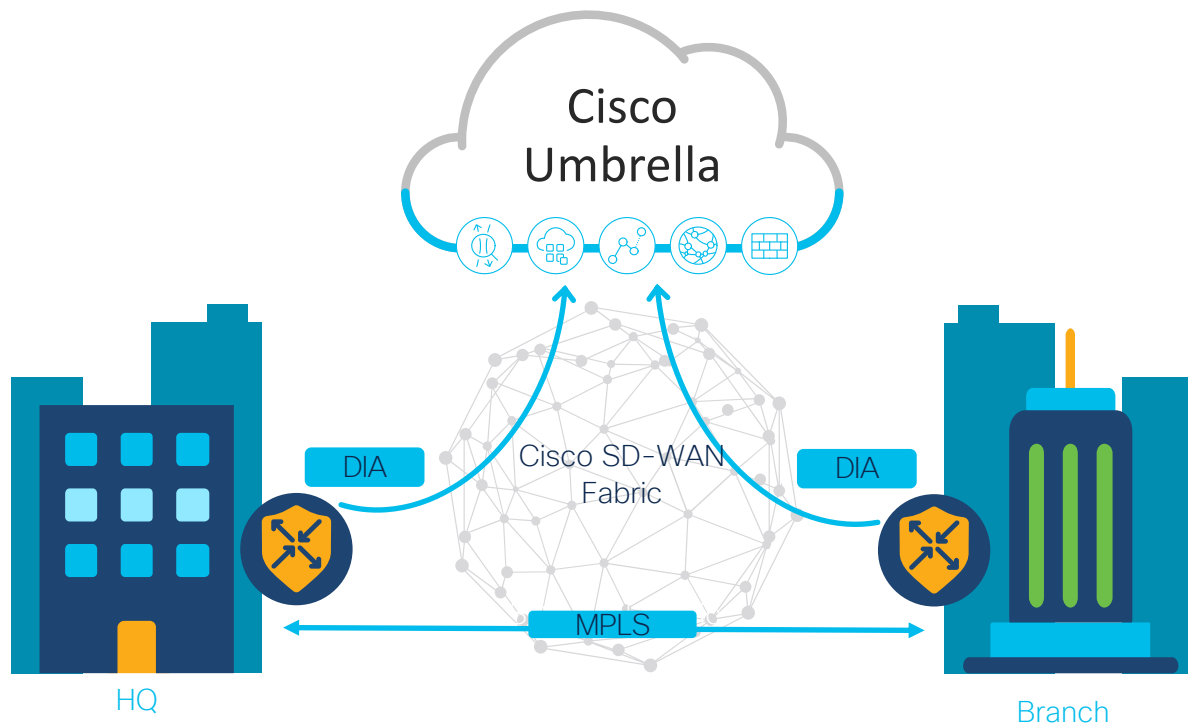 Cisco
Umbrella
DIA
Cisco SD-WAN
Fabric
DIA
MPLS
HQ
Branch